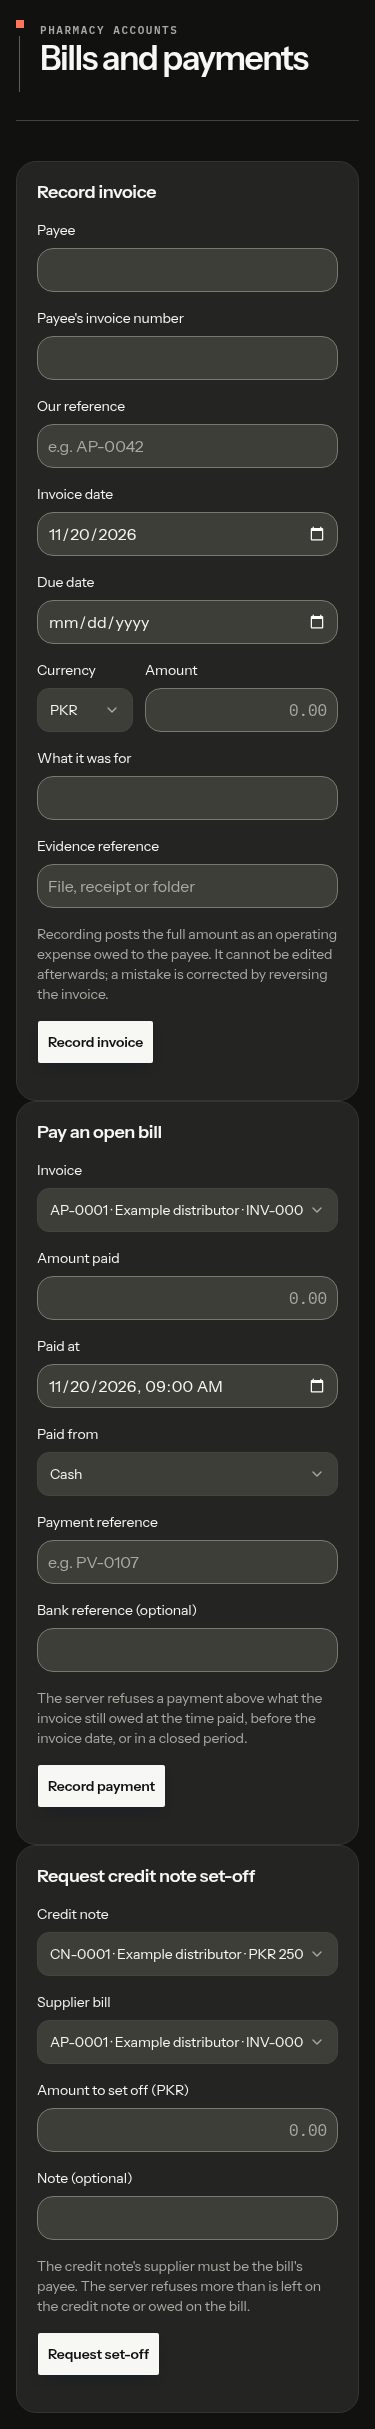 PHARMACY ACCOUNTS
Bills and payments
Record invoice
Payee
Payee's invoice number
Our reference
e.g. AP-0042
Invoice date
11/20/2026
Due date
mm/dd/yyyy
Currency Amount
PKR 0.00
What it was for
Evidence reference
File, receipt or folder
Recording posts the full amount as an operating
expense owed to the payee. It cannot be edited
afterwards; a mistake is corrected by reversing
the invoice.
Record invoice
Pay an open bill
Invoice
AP-0001 · Example distributor · INV-000
Amount paid
0.00
Paid at
11/20/2026, 09:00 AM
Paid from
Cash
Payment reference
e.g. PV-0107
Bank reference (optional)
The server refuses a payment above what the
invoice still owed at the time paid, before the
invoice date, or in a closed period.
Record payment
Request credit note set-off
Credit note
CN-0001 · Example distributor · PKR 250
Supplier bill
AP-0001 · Example distributor · INV-000
Amount to set off (PKR)
0.00
Note (optional)
The credit note's supplier must be the bill's
payee. The server refuses more than is left on
the credit note or owed on the bill.
Request set-off